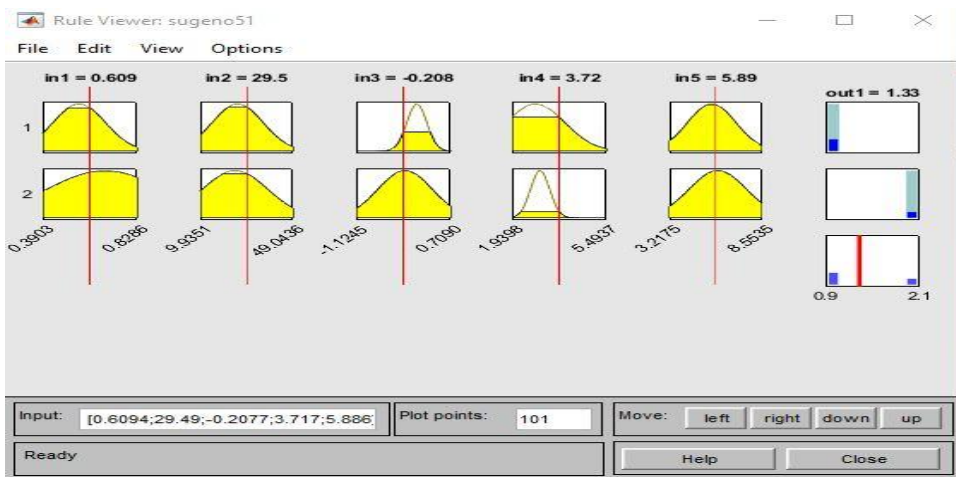 Rule Viewer: sugeno51
File Edit View Options
in1 = 0.609 in2 = 29.5 in3 = -0.208 in4 = 3.72 in5 = 5.89
out1 = 1.33
1
2
0.3903 0.8286 9.9351 49.0436 -1.1245 0.7090 1.9398 5.4937 3.2175 8.5535
0.9 2.1
Input: [0.6094;29.49;-0.2077;3.717;5.886] Plot points: 101 Move: left right down up
Ready Help Close